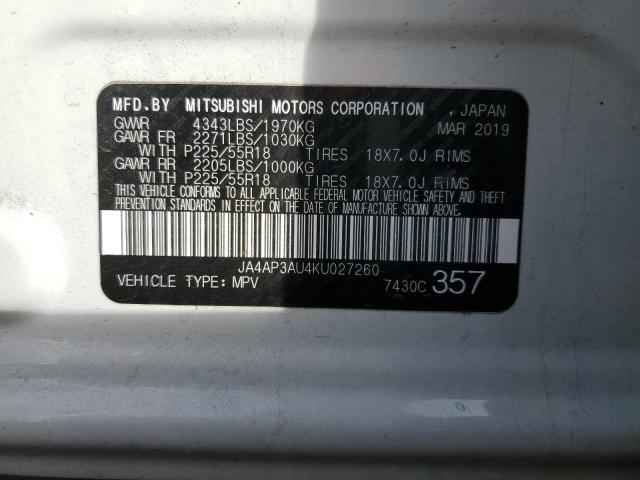 MFD.BY MITSUBISHI MOTORS CORPORATION , JAPAN
GVWR 4343LBS/1970KG MAR 2019
GAWR FR 2271LBS/1030KG
WITH P225/55R18 TIRES 18X7.0J RIMS
GAWR RR 2205LBS/1000KG
WITH P225/55R18 TIRES 18X7.0J RIMS
THIS VEHICLE CONFORMS TO ALL APPLICABLE FEDERAL MOTOR VEHICLE SAFETY AND THEFT
PREVENTION STANDARDS IN EFFECT ON THE DATE OF MANUFACTURE SHOWN ABOVE.
JA4AP3AU4KU027260
VEHICLE TYPE: MPV 7430C 357